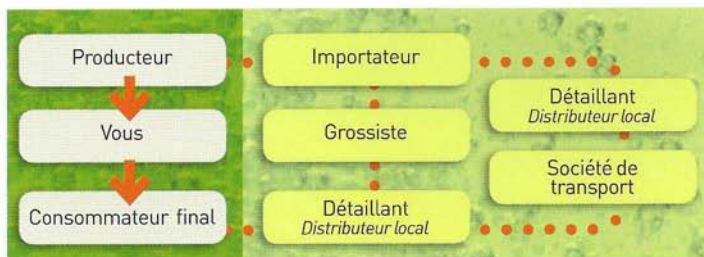 Producteur
Vous
Consommateur final
Importateur
Grossiste
Détaillant
Distributeur local
Détaillant
Distributeur local
Société de
transport